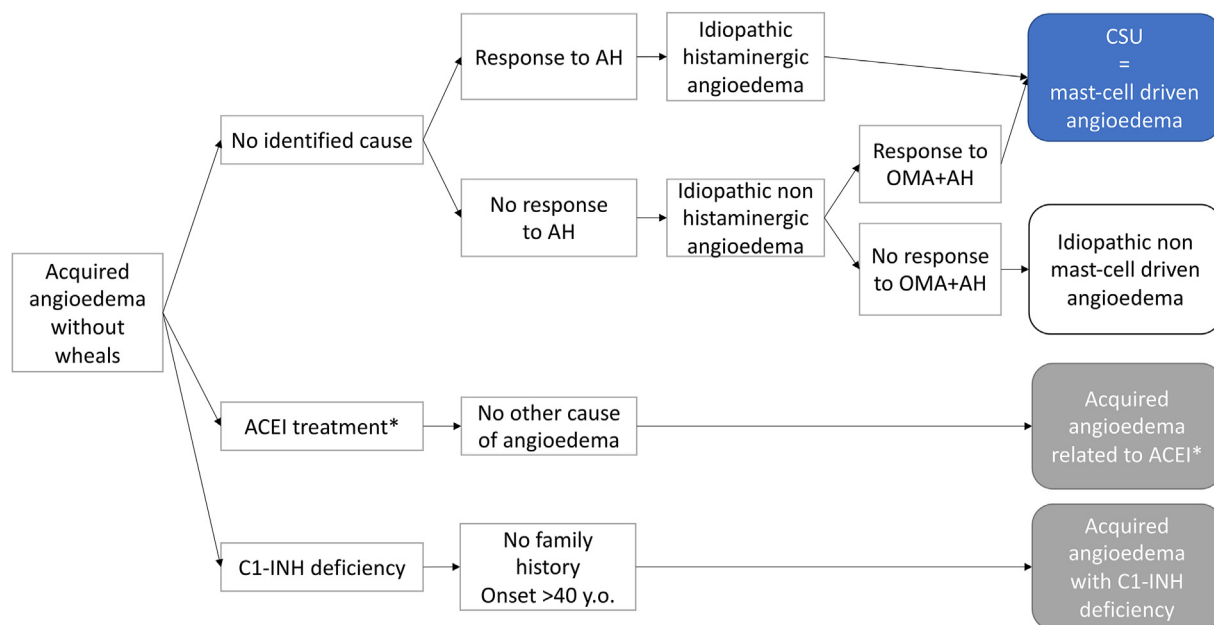 Acquired
angioedema
without
wheals
No identified cause
Response to AH
Idiopathic
histaminergic
angioedema
CSU
=
mast-cell driven
angioedema
No response
to AH
Idiopathic non
histaminergic
angioedema
Response to
OMA+AH
No response
to OMA+AH
Idiopathic non
mast-cell driven
angioedema
ACEI treatment*
No other cause
of angioedema
Acquired
angioedema
related to ACEI*
C1-INH deficiency
No family
history
Onset >40 y.o.
Acquired
angioedema
with C1-INH
deficiency